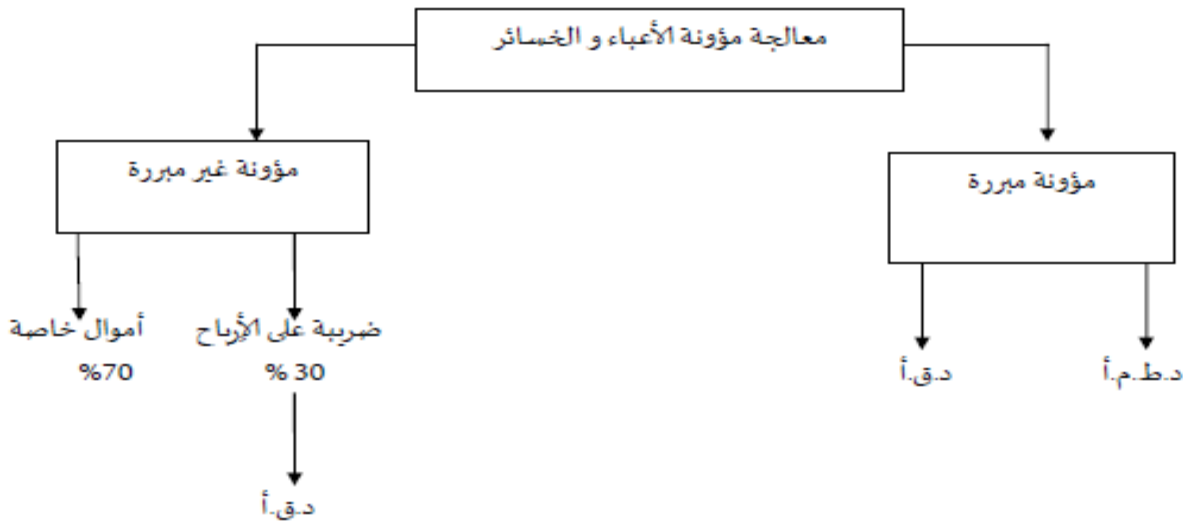 معالجة مؤونة الأعباء و الخسائر
مؤونة مبررة
مؤونة غير مبررة
د.ط.م.أ
د.ق.أ
ضريبة على الأرباح
30 %
أموال خاصة
70%
د.ق.أ